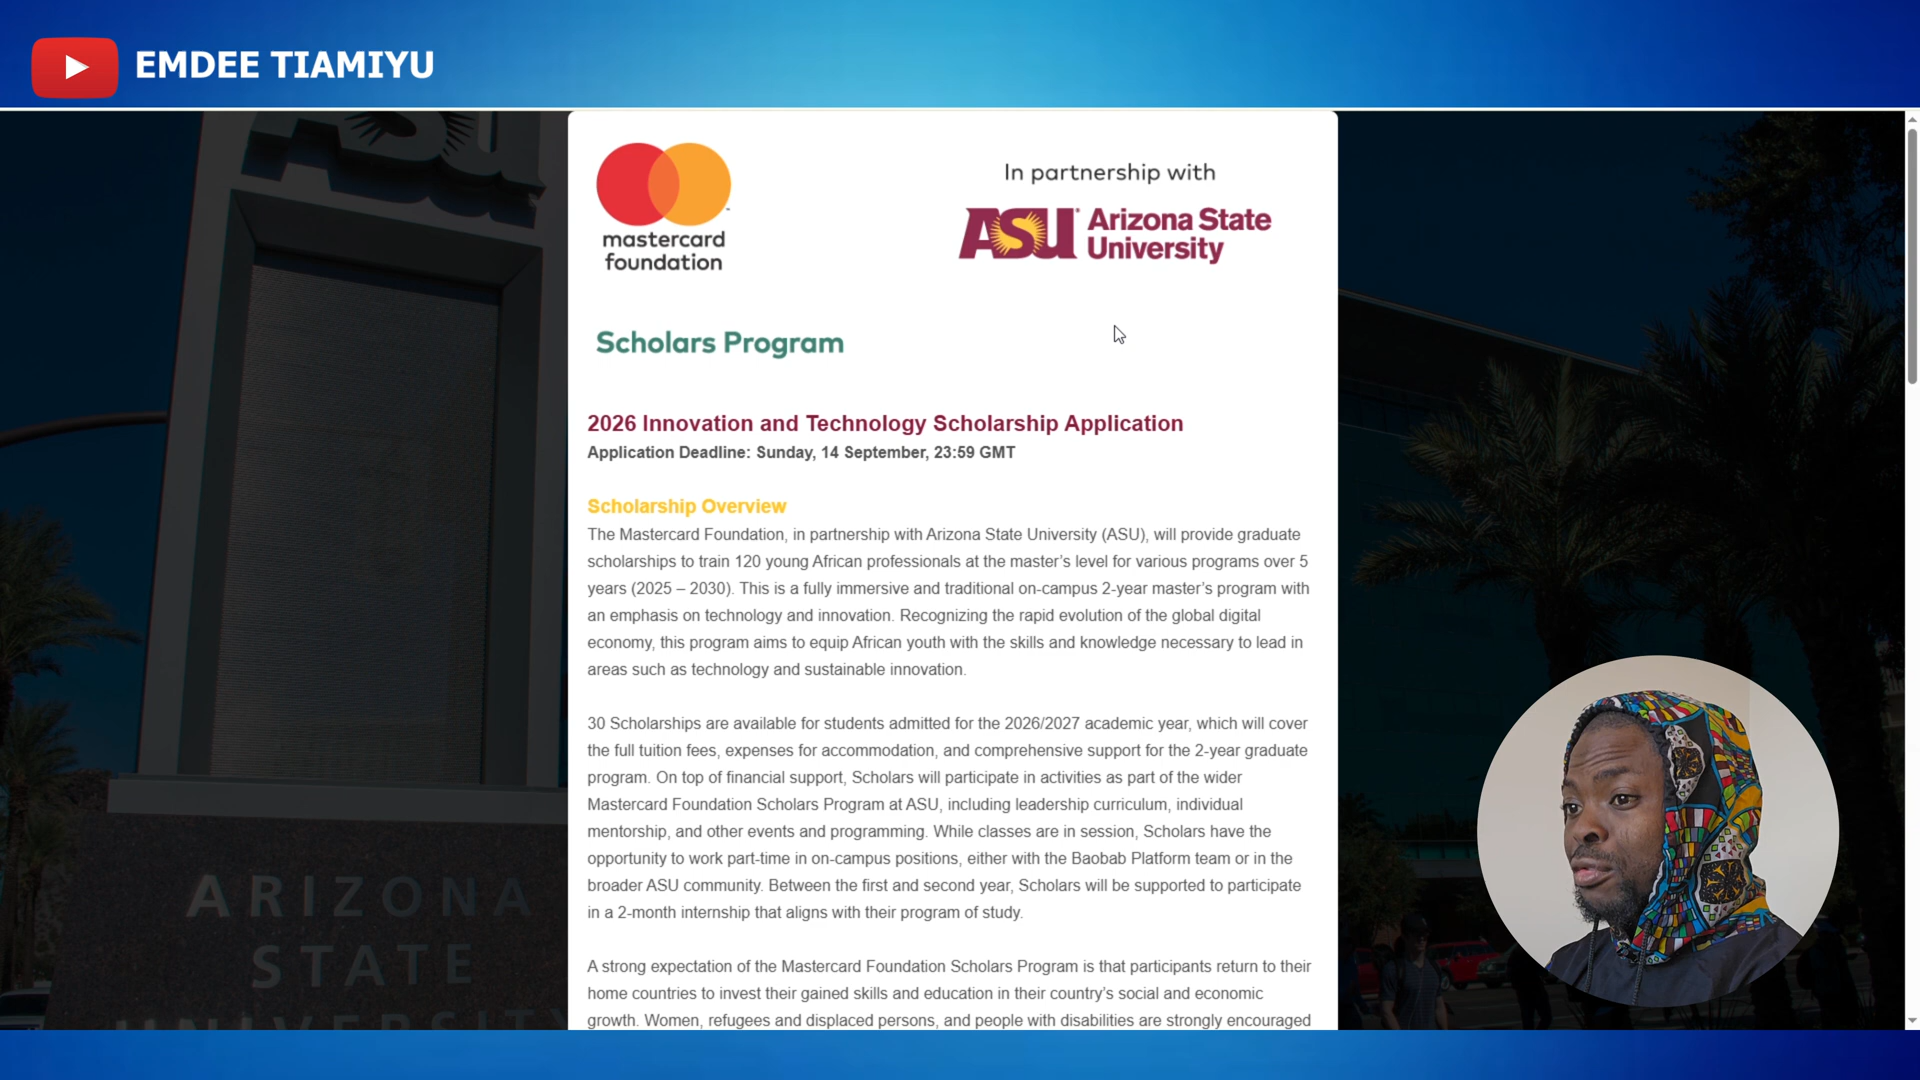 EMDEE TIAMIYU
mastercard
foundation
In partnership with
ASU Arizona State
University
Scholars Program
2026 Innovation and Technology Scholarship Application
Application Deadline: Sunday, 14 September, 23:59 GMT
Scholarship Overview
The Mastercard Foundation, in partnership with Arizona State University (ASU), will provide graduate
scholarships to train 120 young African professionals at the master’s level for various programs over 5
years (2025 – 2030). This is a fully immersive and traditional on-campus 2-year master’s program with
an emphasis on technology and innovation. Recognizing the rapid evolution of the global digital
economy, this program aims to equip African youth with the skills and knowledge necessary to lead in
areas such as technology and sustainable innovation.
30 Scholarships are available for students admitted for the 2026/2027 academic year, which will cover
the full tuition fees, expenses for accommodation, and comprehensive support for the 2-year graduate
program. On top of financial support, Scholars will participate in activities as part of the wider
Mastercard Foundation Scholars Program at ASU, including leadership curriculum, individual
mentorship, and other events and programming. While classes are in session, Scholars have the
opportunity to work part-time in on-campus positions, either with the Baobab Platform team or in the
broader ASU community. Between the first and second year, Scholars will be supported to participate
in a 2-month internship that aligns with their program of study.
A strong expectation of the Mastercard Foundation Scholars Program is that participants return to their
home countries to invest their gained skills and education in their country’s social and economic
growth. Women, refugees and displaced persons, and people with disabilities are strongly encouraged
ASU
ARIZONA
STATE
UNIVERSITY